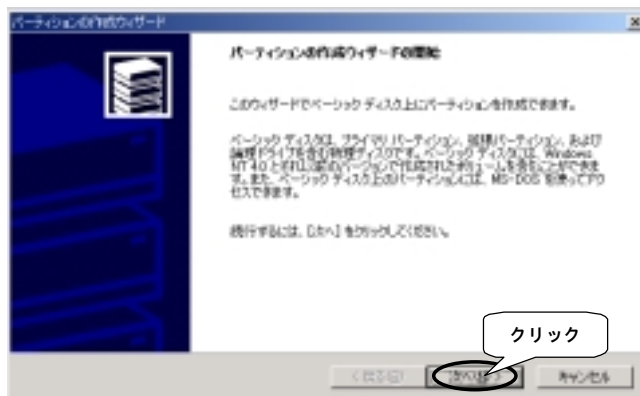 パーティションの作成ウィザード
パーティションの作成ウィザードの開始
このウィザードでベーシック ディスク上にパーティションを作成できます。
ベーシック ディスクは、プライマリ パーティション、拡張パーティション、および
論理ドライブを含む物理ディスクです。ベーシック ディスクには、Windows
NT 4.0 とそれ以前のバージョンで作成されたボリュームを含むことができま
す。また、ベーシック ディスク上のパーティションには、MS-DOS を使ってアク
セスできます。
続行するには、[次へ] をクリックしてください。
クリック
< 戻る(B)
次へ(N) >
キャンセル